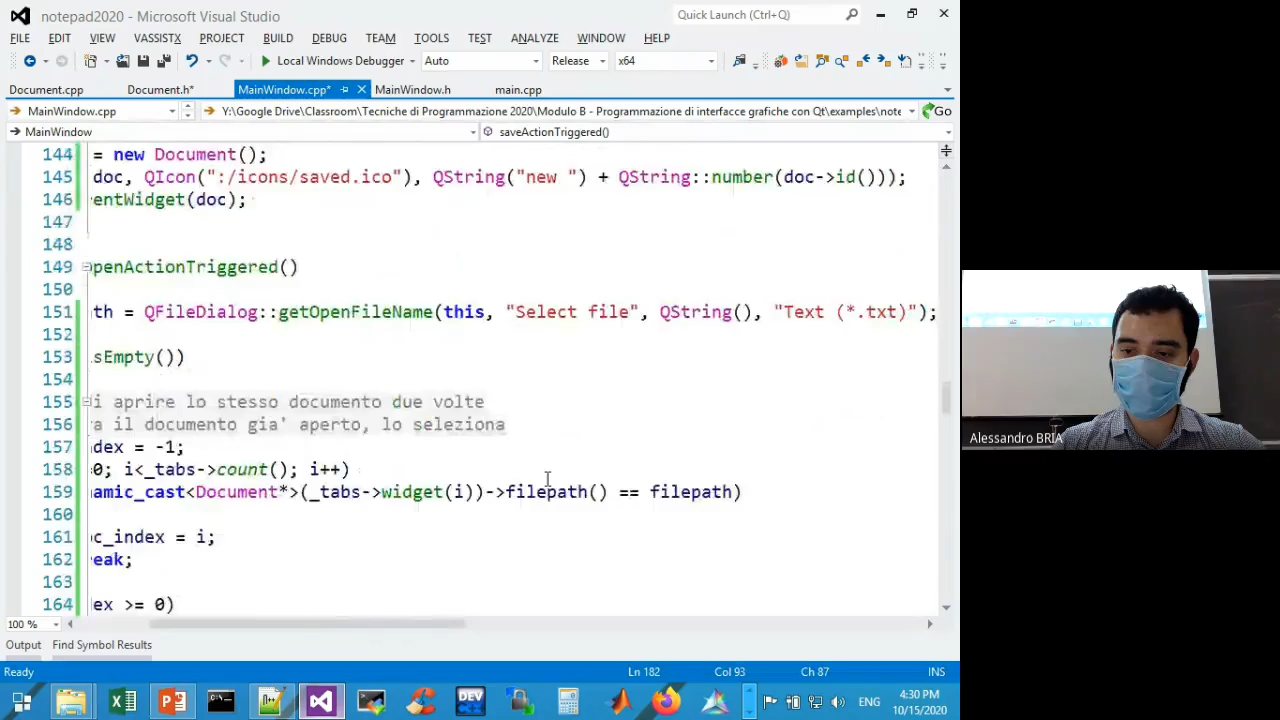 notepad2020 - Microsoft Visual Studio
Quick Launch (Ctrl+Q)
FILE EDIT VIEW VASSISTX PROJECT BUILD DEBUG TEAM TOOLS TEST ANALYZE WINDOW HELP
Local Windows Debugger Auto Release x64
Document.cpp Document.h* MainWindow.cpp* MainWindow.h main.cpp
MainWindow.cpp Y:\Google Drive\Classroom\Tecniche di Programmazione 2020\Modulo B - Programmazione di interfacce grafiche con Qt\examples\note Go
MainWindow saveActionTriggered()
144 = new Document();
145 doc, QIcon(":/icons/saved.ico"), QString("new ") + QString::number(doc->id()));
146 entWidget(doc);
147
148
149 penActionTriggered()
150
151 th = QFileDialog::getOpenFileName(this, "Select file", QString(), "Text (*.txt)");
152
153 sEmpty())
154
155 i aprire lo stesso documento due volte
156 a il documento gia' aperto, lo seleziona
157 ndex = -1;
158 0; i<_tabs->count(); i++)
159 amic_cast<Document*>(_tabs->widget(i))->filepath() == filepath)
160
161 c_index = i;
162 eak;
163
164 ex >= 0)
100 %
Output Find Symbol Results
Ready Ln 182 Col 93 Ch 87 INS
DEV
ENG
4:30 PM
10/15/2020
Alessandro BRIA